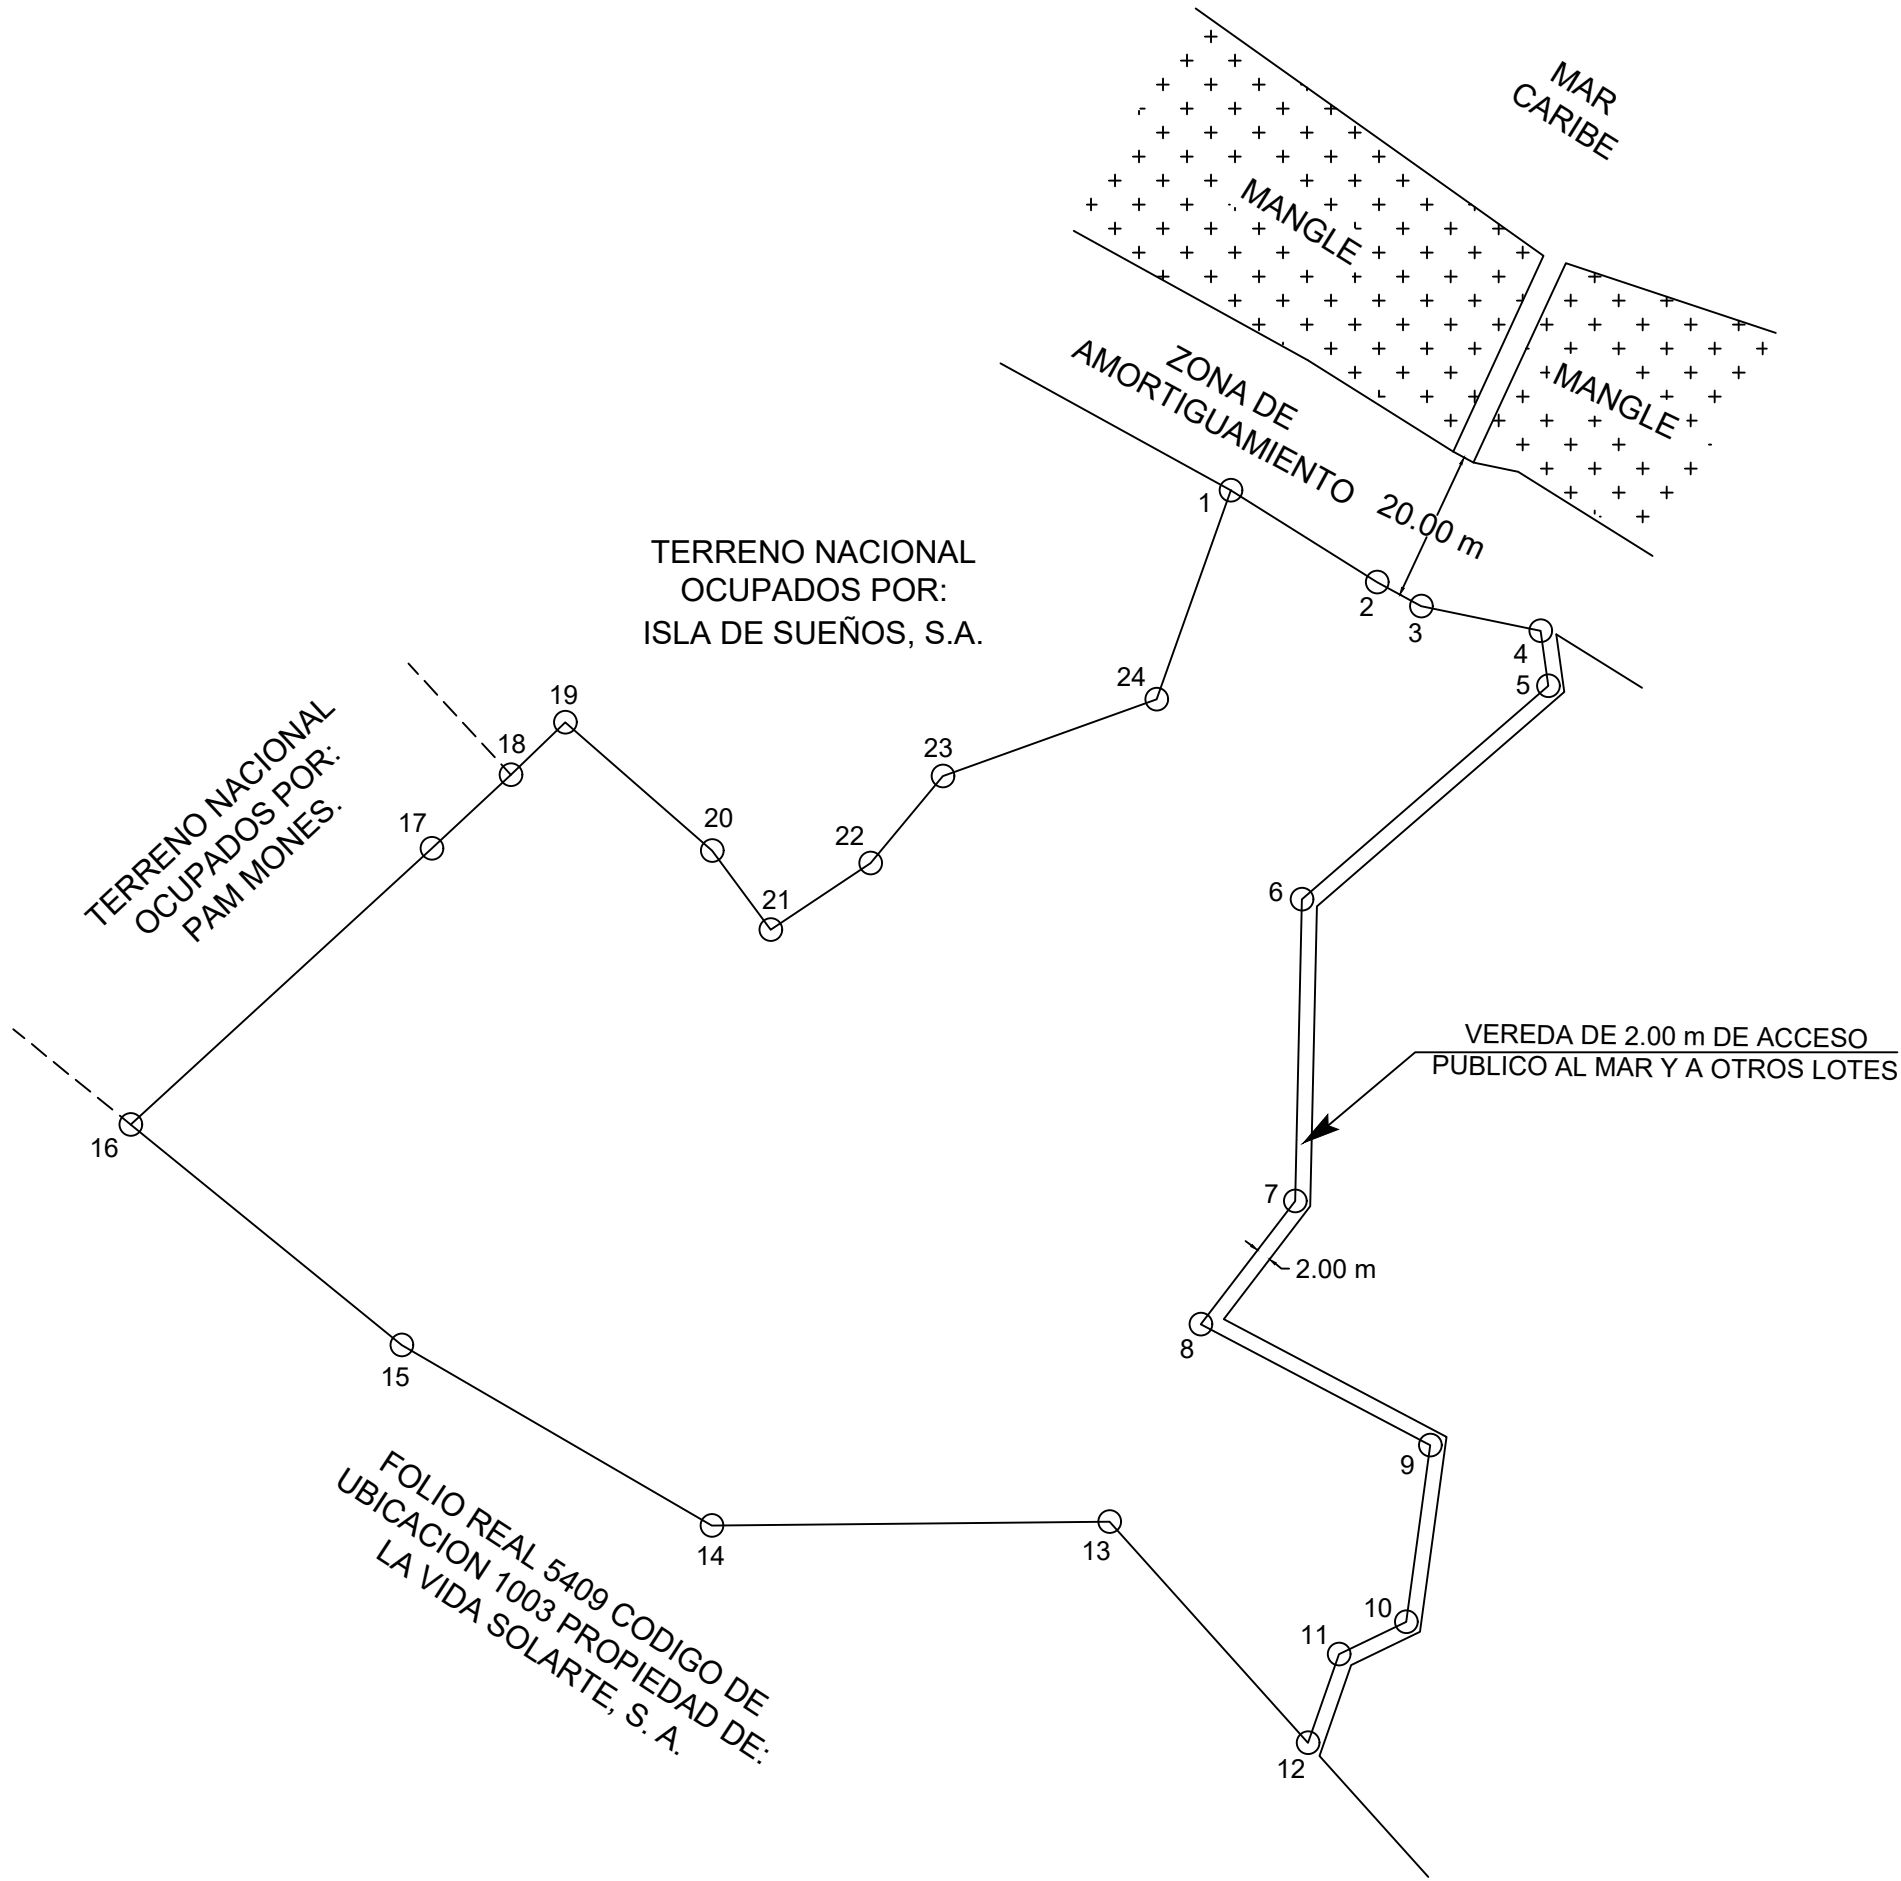 MAR
CARIBE
MANGLE
MANGLE
ZONA DE
AMORTIGUAMIENTO
20.00 m
TERRENO NACIONAL
OCUPADOS POR:
ISLA DE SUEÑOS, S.A.
TERRENO NACIONAL
OCUPADOS POR:
PAM MONES.
1
2
3
4
5
6
7
8
9
10
11
12
13
14
15
16
17
18
19
20
21
22
23
24
VEREDA DE 2.00 m DE ACCESO
PUBLICO AL MAR Y A OTROS LOTES
2.00 m
FOLIO REAL 5409 CODIGO DE
UBICACION 1003 PROPIEDAD DE:
LA VIDA SOLARTE, S. A.